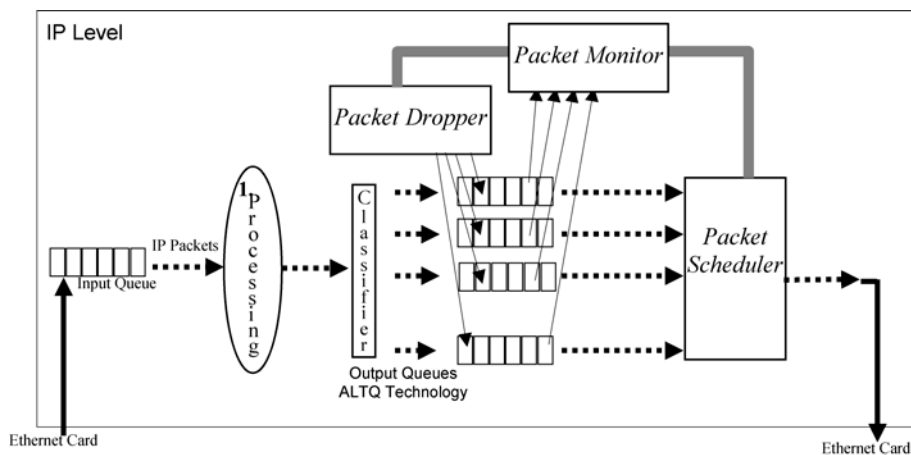 IP Level
Packet Monitor
Packet Dropper
1
Processing
Classifier
Packet
Scheduler
IP Packets
Input Queue
Output Queues
ALTQ Technology
Ethernet Card
Ethernet Card